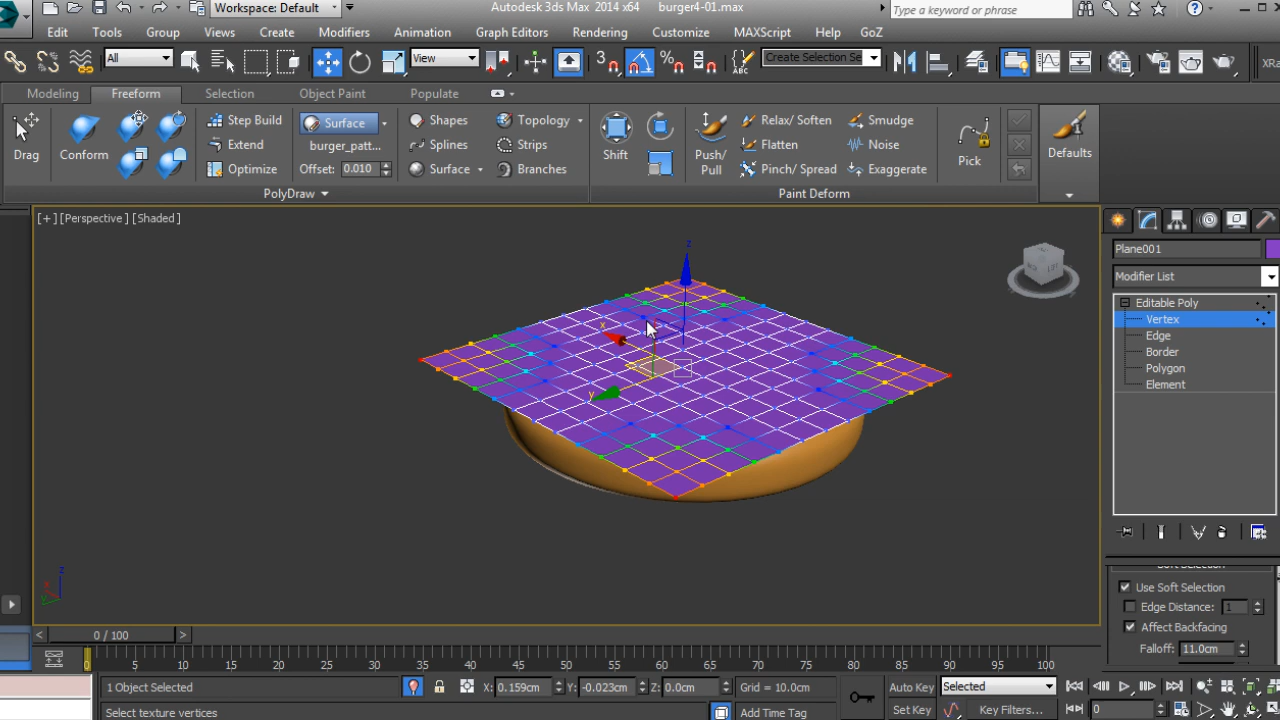 Workspace: Default
Autodesk 3ds Max 2014 x64 burger4-01.max
Type a keyword or phrase
Edit Tools Group Views Create Modifiers Animation Graph Editors Rendering Customize MAXScript Help GoZ
All View 3 Create Selection Se XRa
Modeling Freeform Selection Object Paint Populate
Drag Conform Step Build Extend Optimize
Surface burger_patt... Offset: 0.010
Shapes Splines Surface
Topology Strips Branches
Shift Push/ Pull
Relax/ Soften Flatten Pinch/ Spread
Smudge Noise Exaggerate
Pick Defaults
PolyDraw Paint Deform
[+] [Perspective] [Shaded]
z
x
y
Plane001
Modifier List
Editable Poly
Vertex
Edge
Border
Polygon
Element
Soft Selection
Use Soft Selection
Edge Distance: 1
Affect Backfacing
Falloff: 11.0cm
z
x
y
< 0 / 100 >
0 5 10 15 20 25 30 35 40 45 50 55 60 65 70 75 80 85 90 95 100
1 Object Selected X: 0.159cm Y: -0.023cm Z: 0.0cm Grid = 10.0cm Auto Key Selected
Select texture vertices Add Time Tag Set Key Key Filters... 0